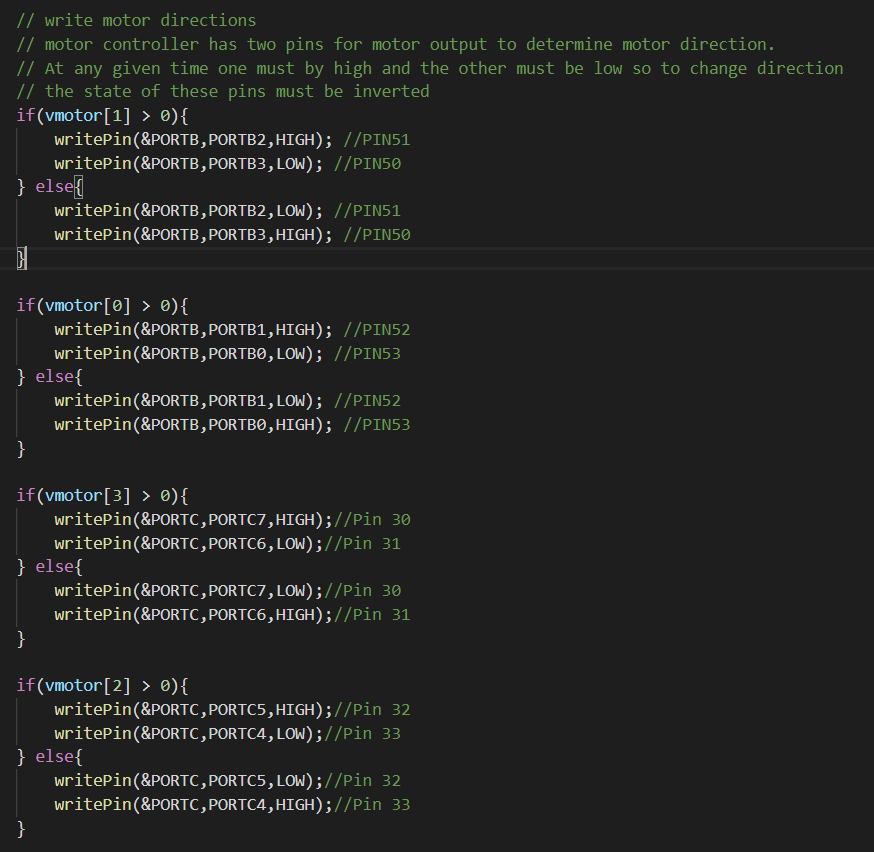 // write motor directions
// motor controller has two pins for motor output to determine motor direction.
// At any given time one must by high and the other must be low so to change direction
// the state of these pins must be inverted
if(vmotor[1] > 0){
    writePin(&PORTB,PORTB2,HIGH); //PIN51
    writePin(&PORTB,PORTB3,LOW); //PIN50
} else{
    writePin(&PORTB,PORTB2,LOW); //PIN51
    writePin(&PORTB,PORTB3,HIGH); //PIN50
}
if(vmotor[0] > 0){
    writePin(&PORTB,PORTB1,HIGH); //PIN52
    writePin(&PORTB,PORTB0,LOW); //PIN53
} else{
    writePin(&PORTB,PORTB1,LOW); //PIN52
    writePin(&PORTB,PORTB0,HIGH); //PIN53
}
if(vmotor[3] > 0){
    writePin(&PORTC,PORTC7,HIGH);//Pin 30
    writePin(&PORTC,PORTC6,LOW);//Pin 31
} else{
    writePin(&PORTC,PORTC7,LOW);//Pin 30
    writePin(&PORTC,PORTC6,HIGH);//Pin 31
}
if(vmotor[2] > 0){
    writePin(&PORTC,PORTC5,HIGH);//Pin 32
    writePin(&PORTC,PORTC4,LOW);//Pin 33
} else{
    writePin(&PORTC,PORTC5,LOW);//Pin 32
    writePin(&PORTC,PORTC4,HIGH);//Pin 33
}